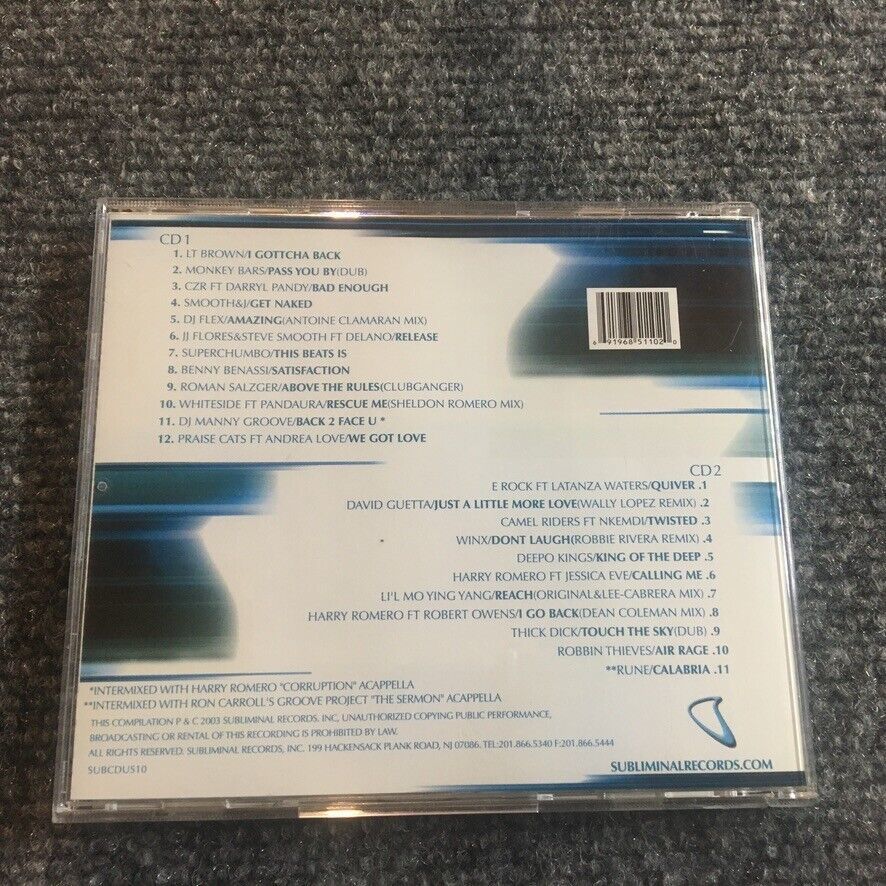 CD 1
1. LT BROWN/I GOTTCHA BACK
2. MONKEY BARS/PASS YOU BY(DUB)
3. CZR FT DARRYL PANDY/BAD ENOUGH
4. SMOOTH&J/GET NAKED
5. DJ FLEX/AMAZING(ANTOINE CLAMARAN MIX)
6. JJ FLORES&STEVE SMOOTH FT DELANO/RELEASE
7. SUPERCHUMBO/THIS BEATS IS
8. BENNY BENASSI/SATISFACTION
9. ROMAN SALZGER/ABOVE THE RULES(CLUBGANGER)
10. WHITESIDE FT PANDAURA/RESCUE ME(SHELDON ROMERO MIX)
11. DJ MANNY GROOVE/BACK 2 FACE U *
12. PRAISE CATS FT ANDREA LOVE/WE GOT LOVE
6 91968 51102 0
CD 2
E ROCK FT LATANZA WATERS/QUIVER .1
DAVID GUETTA/JUST A LITTLE MORE LOVE(WALLY LOPEZ REMIX) .2
CAMEL RIDERS FT NKEMDI/TWISTED .3
WINX/DONT LAUGH(ROBBIE RIVERA REMIX) .4
DEEPO KINGS/KING OF THE DEEP .5
HARRY ROMERO FT JESSICA EVE/CALLING ME .6
LI'L MO YING YANG/REACH(ORIGINAL&LEE-CABRERA MIX) .7
HARRY ROMERO FT ROBERT OWENS/I GO BACK(DEAN COLEMAN MIX) .8
THICK DICK/TOUCH THE SKY(DUB) .9
ROBBIN THIEVES/AIR RAGE .10
**RUNE/CALABRIA .11
*INTERMIXED WITH HARRY ROMERO "CORRUPTION" ACAPPELLA
**INTERMIXED WITH RON CARROLL'S GROOVE PROJECT "THE SERMON" ACAPPELLA
THIS COMPILATION P & C 2003 SUBLIMINAL RECORDS. INC, UNAUTHORIZED COPYING PUBLIC PERFORMANCE,
BROADCASTING OR RENTAL OF THIS RECORDING IS PROHIBITED BY LAW.
ALL RIGHTS RESERVED. SUBLIMINAL RECORDS, INC. 199 HACKENSACK PLANK ROAD, NJ 07086. TEL:201.866.5340 F:201.866.5444
SUBCDUS10
SUBLIMINALRECORDS.COM